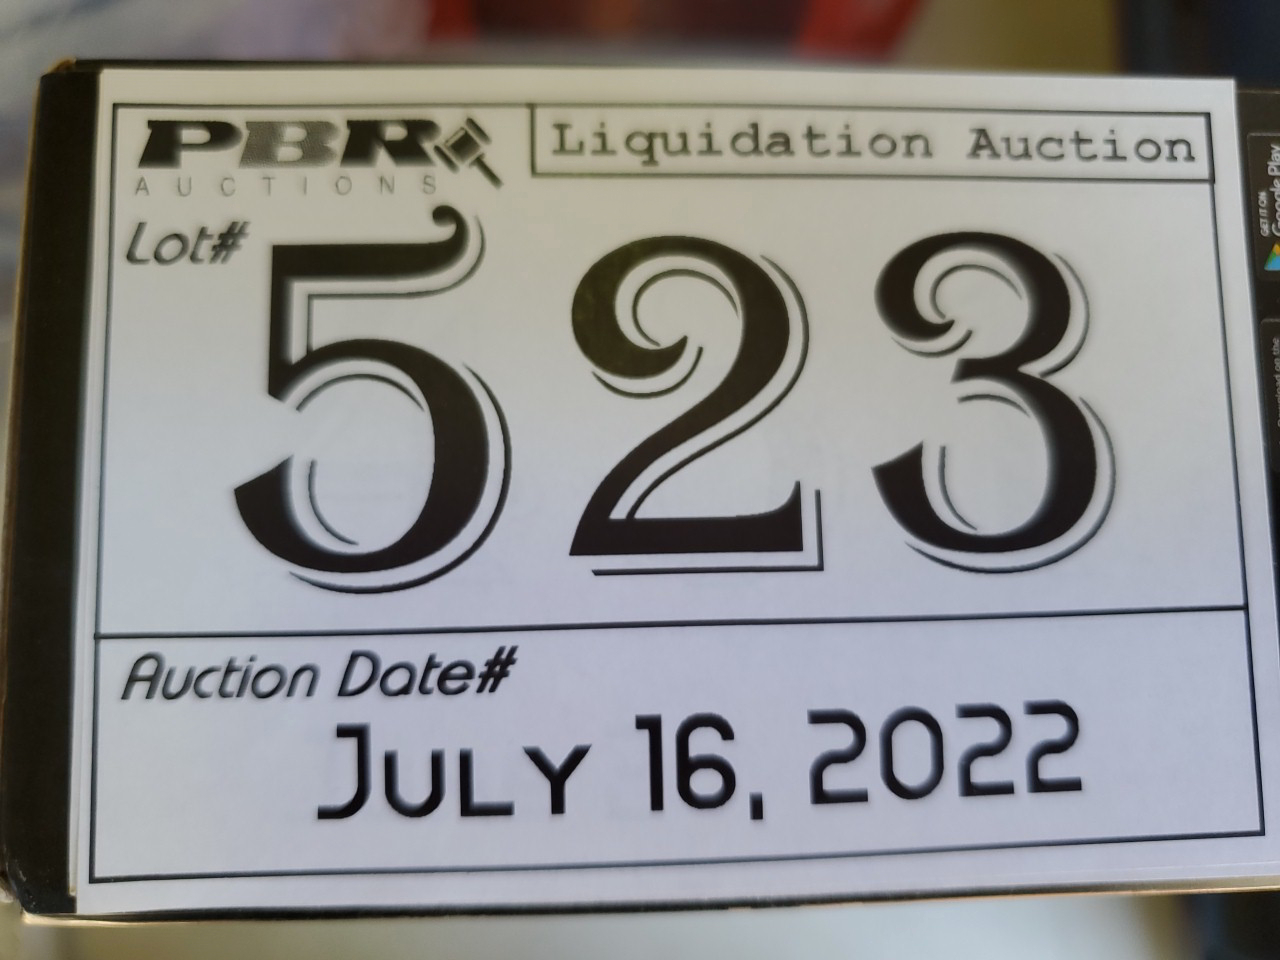 PBR
AUCTIONS
Liquidation Auction
Lot#
523
Auction Date#
July 16, 2022
GET IT ON
Google Play